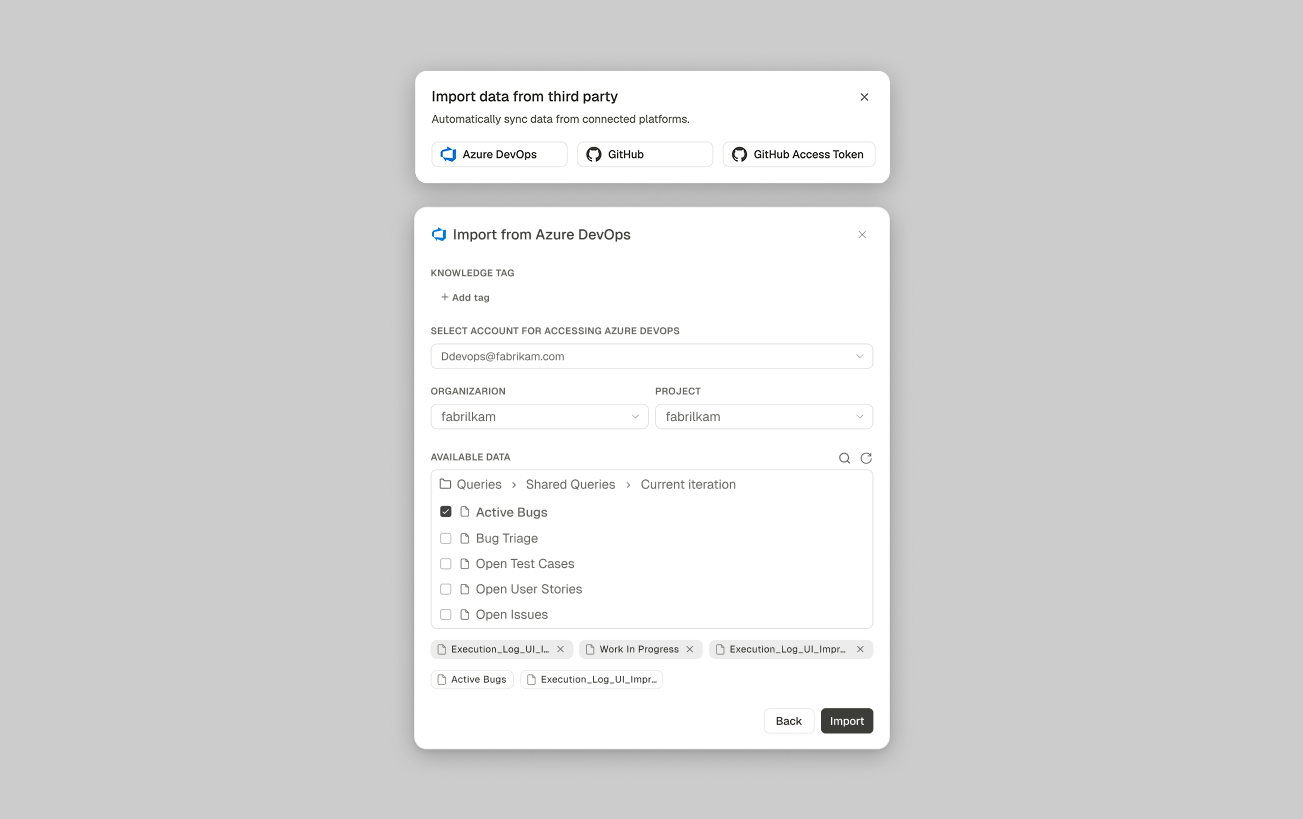 Import data from third party
Automatically sync data from connected platforms.
Azure DevOps
GitHub
GitHub Access Token
Import from Azure DevOps
KNOWLEDGE TAG
+ Add tag
SELECT ACCOUNT FOR ACCESSING AZURE DEVOPS
Ddevops@fabrikam.com
ORGANIZARION
PROJECT
fabrilkam
fabrilkam
AVAILABLE DATA
Queries > Shared Queries > Current iteration
Active Bugs
Bug Triage
Open Test Cases
Open User Stories
Open Issues
Execution_Log_UI_I...
Work In Progress
Execution_Log_UI_Impr...
Active Bugs
Execution_Log_UI_Impr...
Back
Import